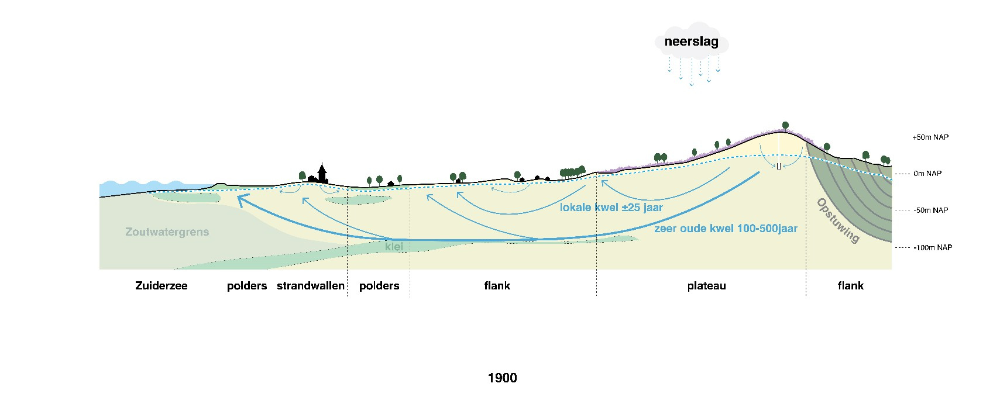 neerslag
+50m NAP
0m NAP
-50m NAP
-100m NAP
lokale kwel ±25 jaar
zeer oude kwel 100-500jaar
Opstuwing
Zoutwatergrens
klei
Zuiderzee
polders
strandwallen
polders
flank
plateau
flank
1900